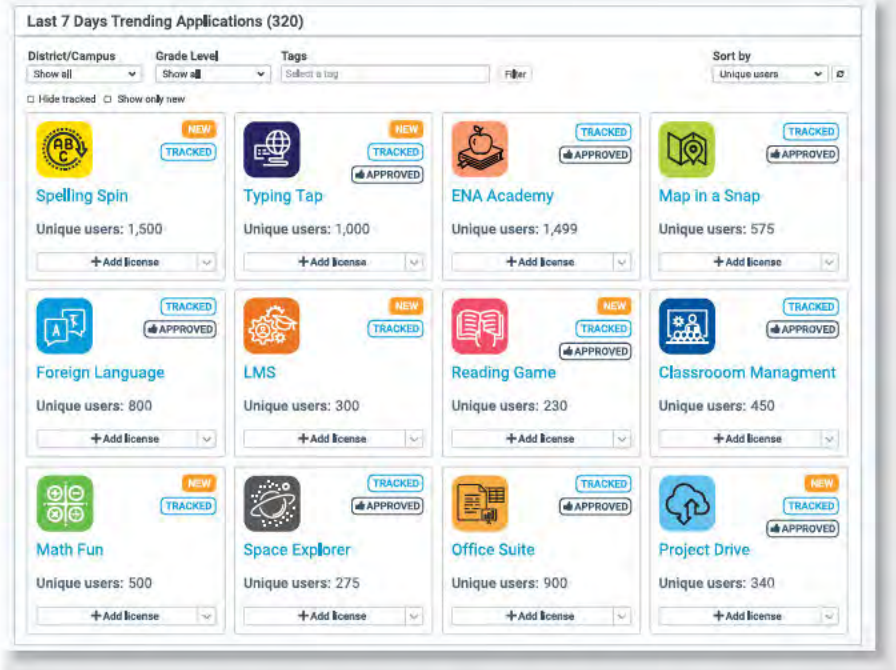 Last 7 Days Trending Applications (320)
District/Campus Grade Level Tags Sort by
Show all Show all Select a tag Filter Unique users
Hide tracked Show only new
ABC NEW TRACKED
Spelling Spin
Unique users: 1,500
+Add license
NEW TRACKED APPROVED
Typing Tap
Unique users: 1,000
+Add license
TRACKED APPROVED
ENA Academy
Unique users: 1,499
+Add license
TRACKED APPROVED
Map in a Snap
Unique users: 575
+Add license
A TRACKED APPROVED
Foreign Language
Unique users: 800
+Add license
NEW TRACKED
LMS
Unique users: 300
+Add license
NEW TRACKED APPROVED
Reading Game
Unique users: 230
+Add license
TRACKED APPROVED
Classrooom Managment
Unique users: 450
+Add license
NEW TRACKED
Math Fun
Unique users: 500
+Add license
TRACKED APPROVED
Space Explorer
Unique users: 275
+Add license
TRACKED APPROVED
Office Suite
Unique users: 900
+Add license
NEW TRACKED APPROVED
Project Drive
Unique users: 340
+Add license